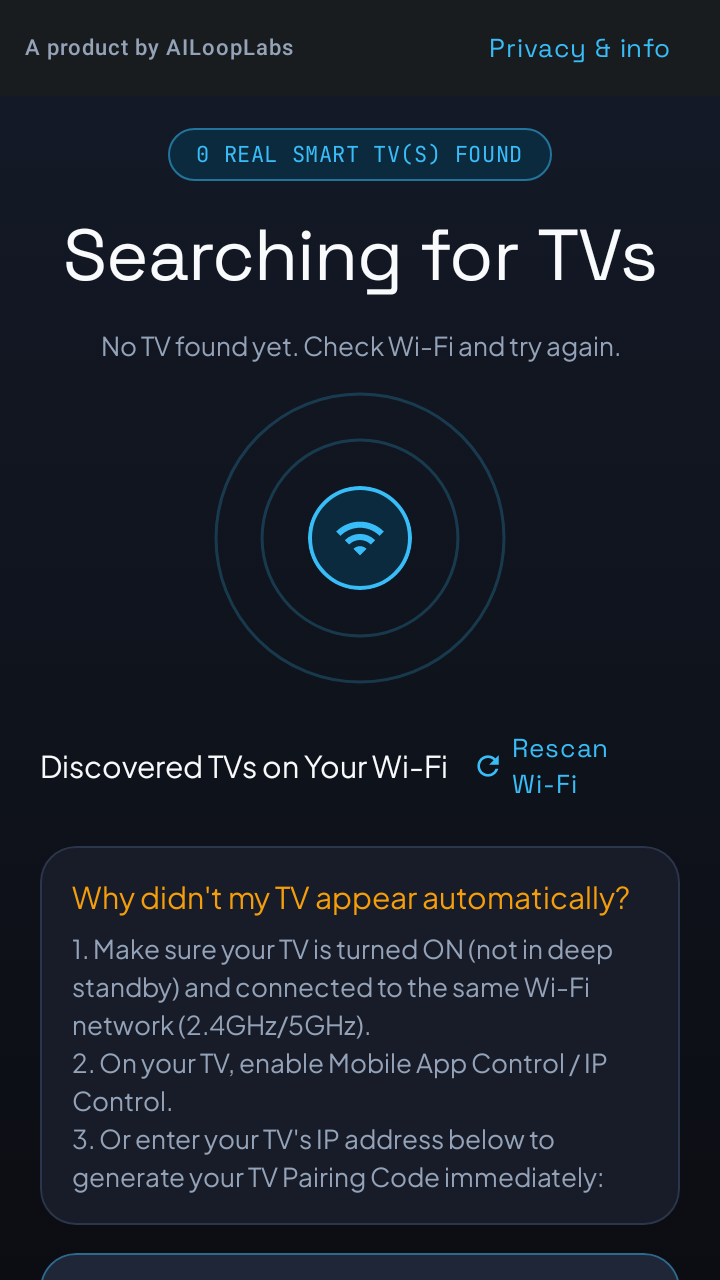 A product by AILoopLabs
Privacy & info
0 REAL SMART TV(S) FOUND
Searching for TVs
No TV found yet. Check Wi-Fi and try again.
Discovered TVs on Your Wi-Fi
Rescan
Wi-Fi
Why didn't my TV appear automatically?
1. Make sure your TV is turned ON (not in deep
standby) and connected to the same Wi-Fi
network (2.4GHz/5GHz).
2. On your TV, enable Mobile App Control / IP
Control.
3. Or enter your TV's IP address below to
generate your TV Pairing Code immediately: